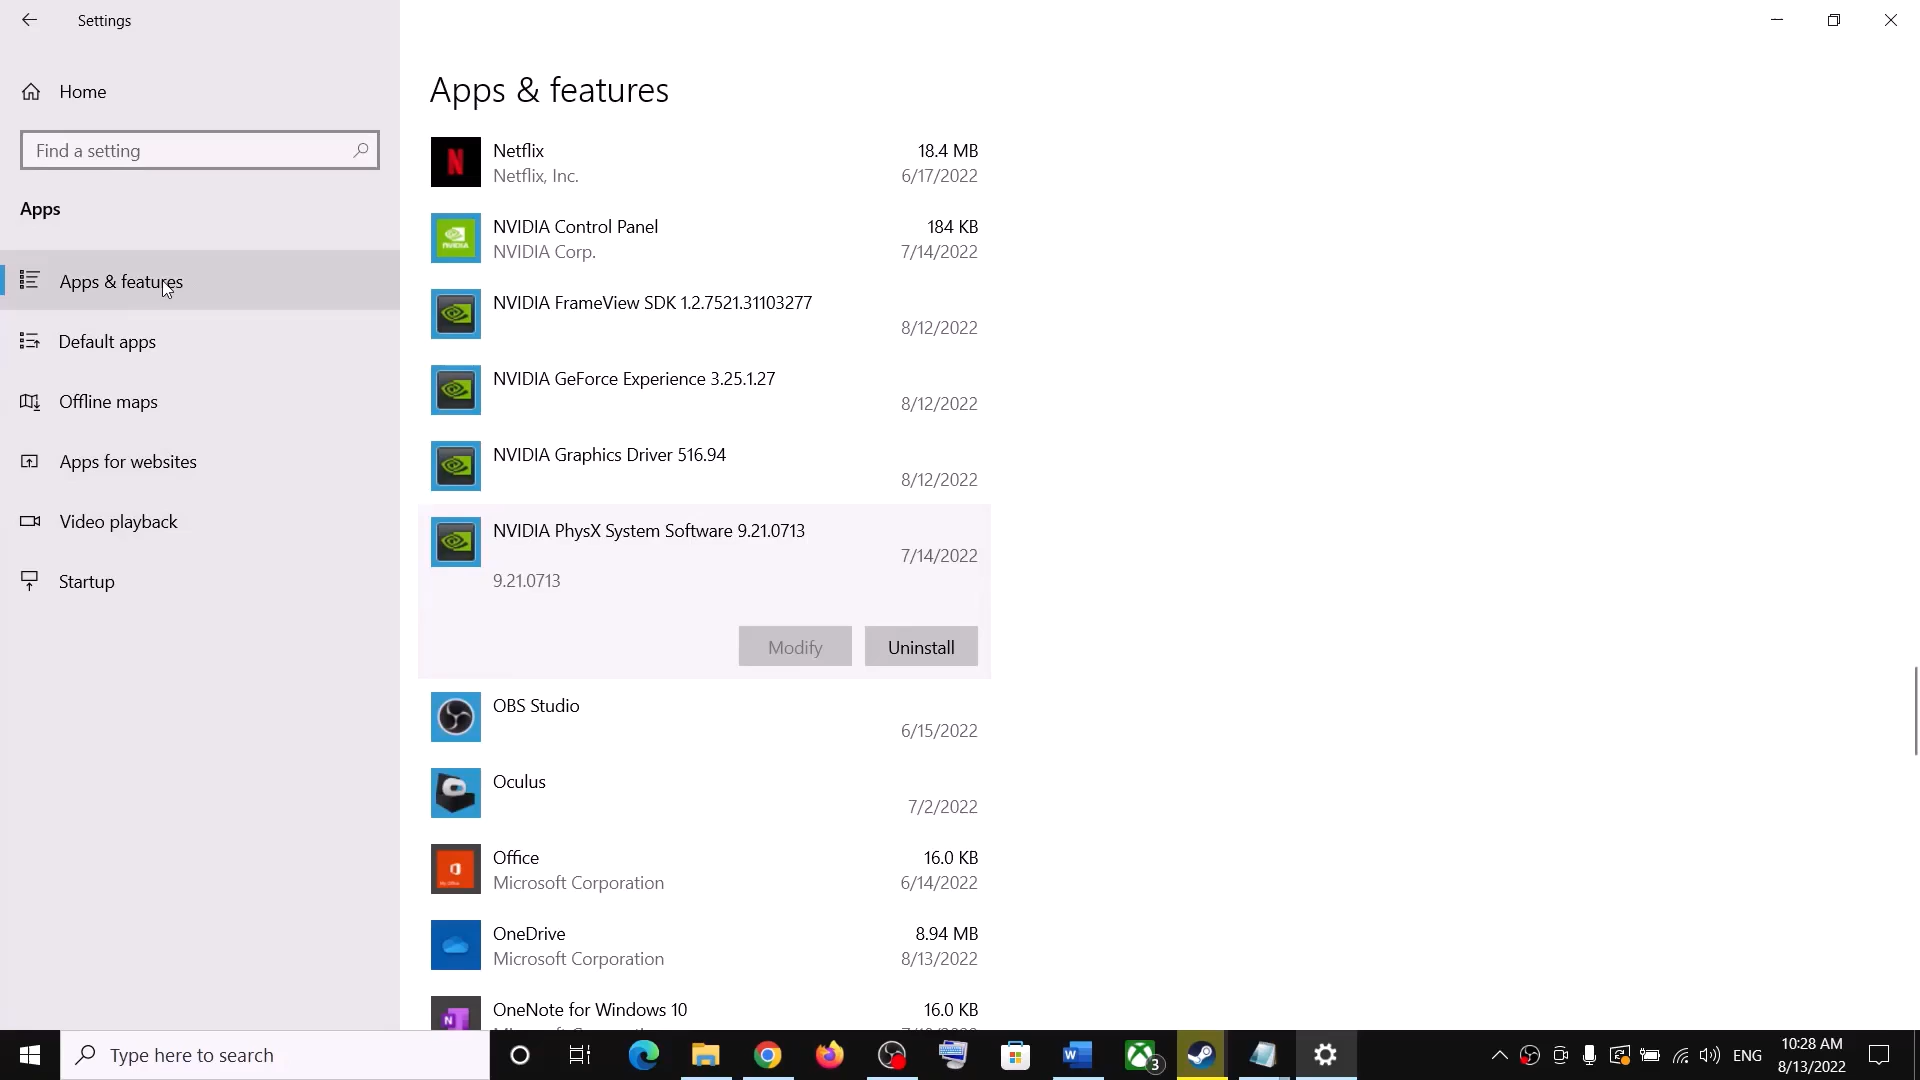 Settings
Home
Find a setting
Apps
Apps & features
Default apps
Offline maps
Apps for websites
Video playback
Startup
Apps & features
Netflix 18.4 MB
Netflix, Inc. 6/17/2022
NVIDIA Control Panel 184 KB
NVIDIA Corp. 7/14/2022
NVIDIA FrameView SDK 1.2.7521.31103277
8/12/2022
NVIDIA GeForce Experience 3.25.1.27
8/12/2022
NVIDIA Graphics Driver 516.94
8/12/2022
NVIDIA PhysX System Software 9.21.0713
7/14/2022
9.21.0713
Modify Uninstall
OBS Studio
6/15/2022
Oculus
7/2/2022
Office 16.0 KB
Microsoft Corporation 6/14/2022
OneDrive 8.94 MB
Microsoft Corporation 8/13/2022
OneNote for Windows 10 16.0 KB
Type here to search
3
ENG
10:28 AM
8/13/2022